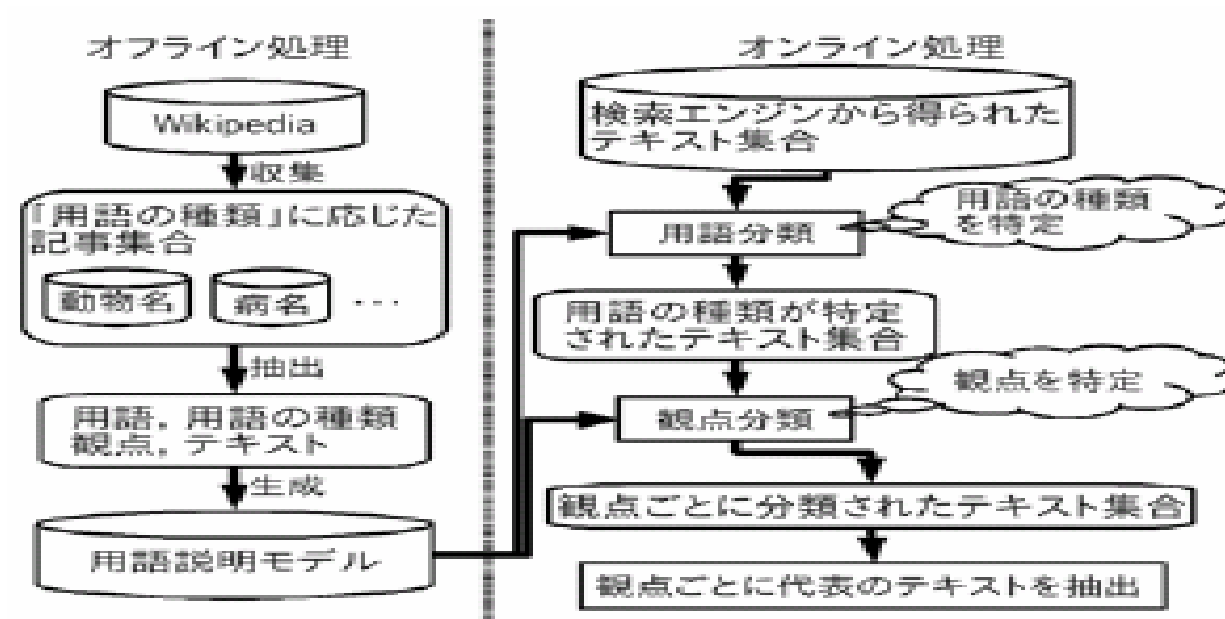 オフライン処理
Wikipedia
収集
「用語の種類」に応じた
記事集合
動物名
病名
・・・
抽出
用語, 用語の種類
観点, テキスト
生成
用語説明モデル
オンライン処理
検索エンジンから得られた
テキスト集合
用語分類
用語の種類
を特定
用語の種類が特定
されたテキスト集合
観点分類
観点を特定
観点ごとに分類されたテキスト集合
観点ごとに代表のテキストを抽出